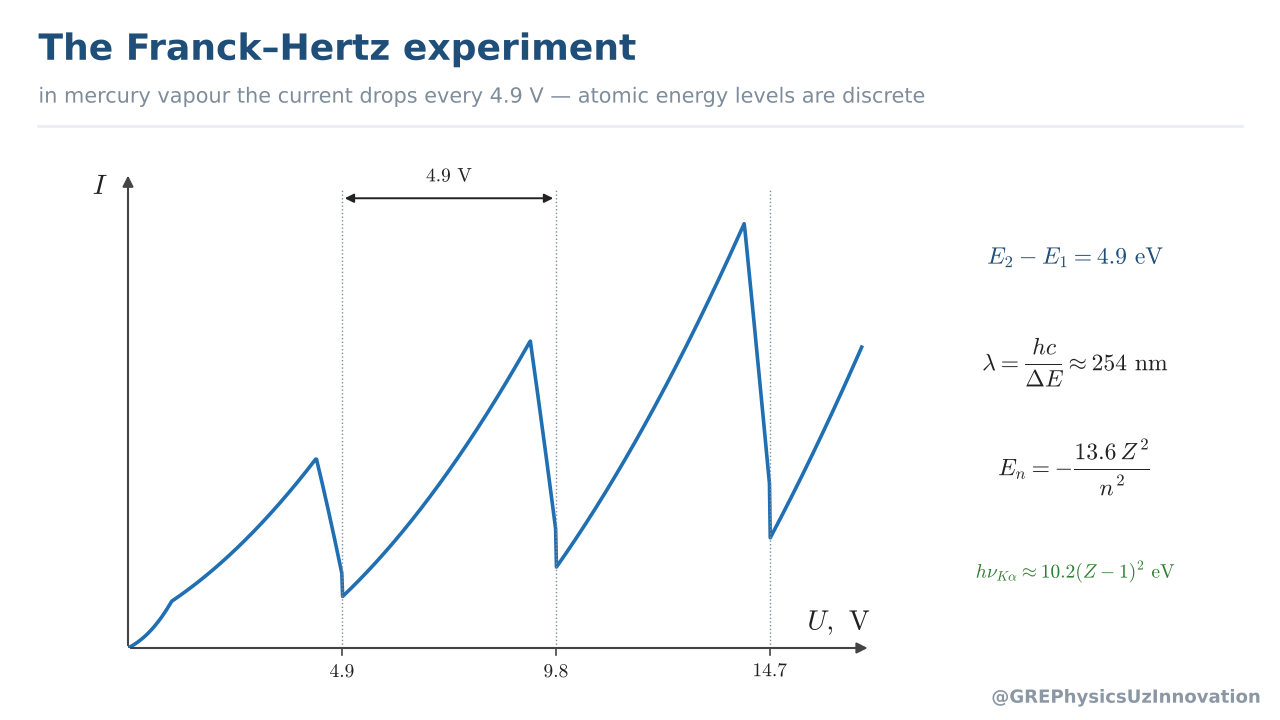 The Franck–Hertz experiment
in mercury vapour the current drops every 4.9 V — atomic energy levels are discrete
I
4.9 V
E₂ − E₁ = 4.9 eV
λ = hc/ΔE ≈ 254 nm
Eₙ = −13.6 Z²/n²
hν_Kα ≈ 10.2(Z − 1)² eV
U, V
4.9 9.8 14.7
@GREPhysicsUzInnovation